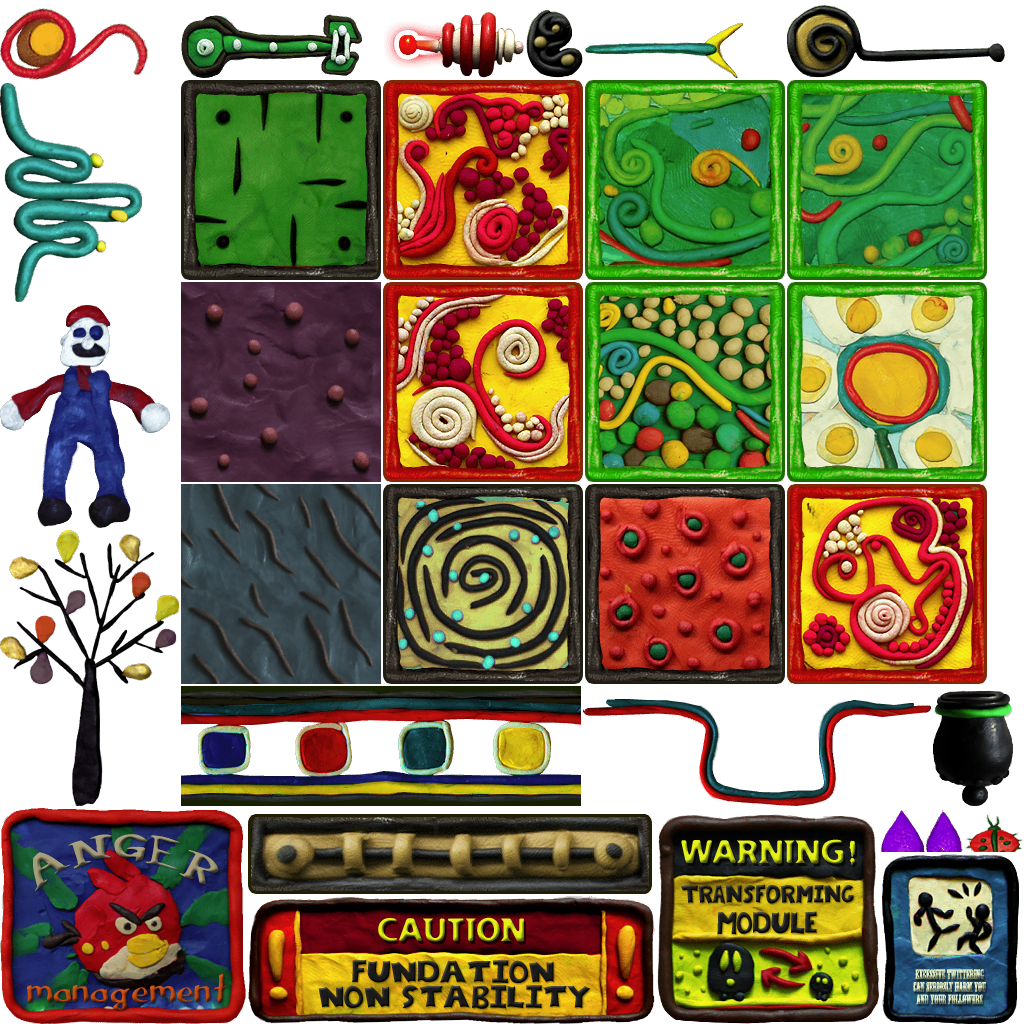 ANGER
management
CAUTION
FUNDATION
NON STABILITY
WARNING!
TRANSFORMING
MODULE
EXCESSIVE TWITTERING
CAN SERIOUSLY HARM YOU
AND YOUR FOLLOWERS